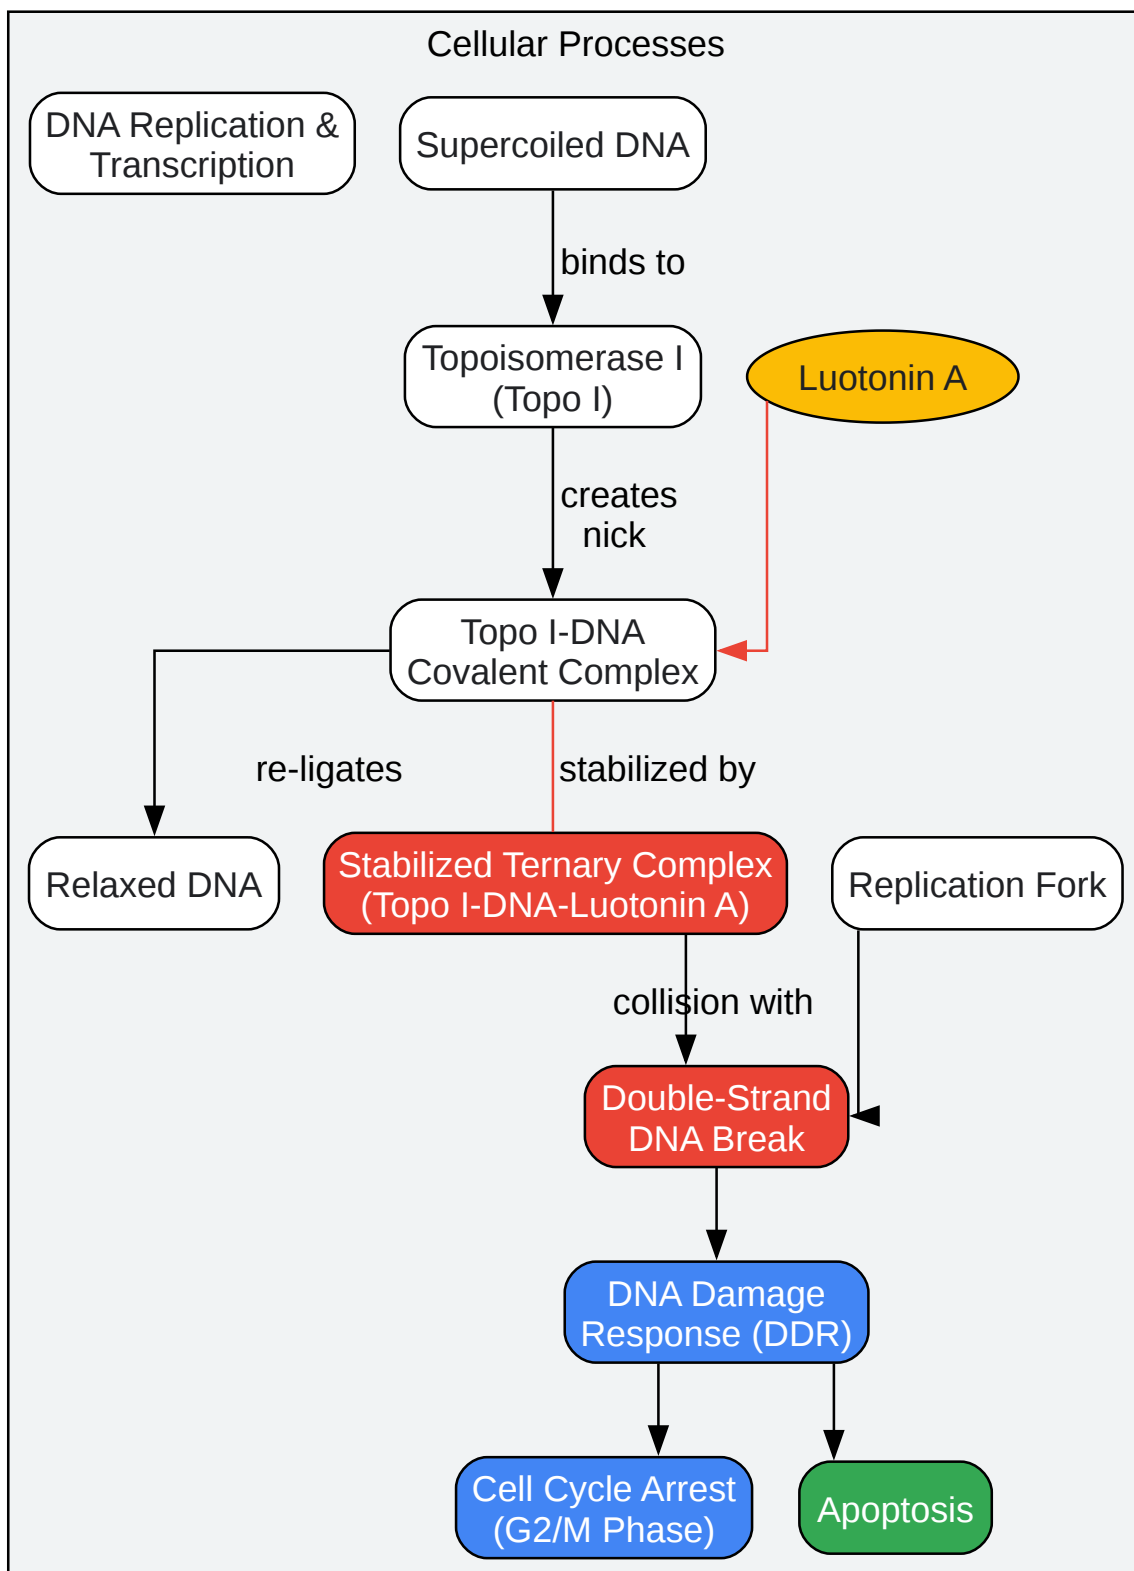 Cellular Processes
DNA Replication &
Transcription
Supercoiled DNA
binds to
Topoisomerase I
(Topo I)
Luotonin A
creates
nick
Topo I-DNA
Covalent Complex
re-ligates
stabilized by
Relaxed DNA
Stabilized Ternary Complex
(Topo I-DNA-Luotonin A)
Replication Fork
collision with
Double-Strand
DNA Break
DNA Damage
Response (DDR)
Cell Cycle Arrest
(G2/M Phase)
Apoptosis